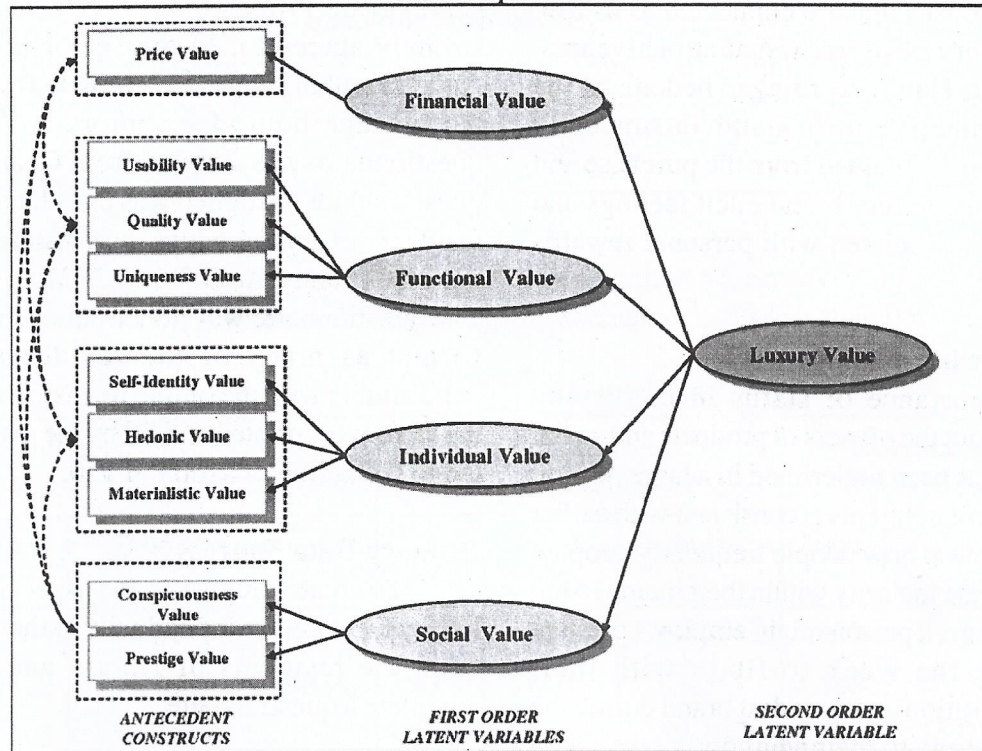 Price Value
Financial Value
Usability Value
Quality Value
Uniqueness Value
Functional Value
Luxury Value
Self-Identity Value
Hedonic Value
Materialistic Value
Individual Value
Conspicuousness
Value
Prestige Value
Social Value
ANTECEDENT
CONSTRUCTS
FIRST ORDER
LATENT VARIABLES
SECOND ORDER
LATENT VARIABLE